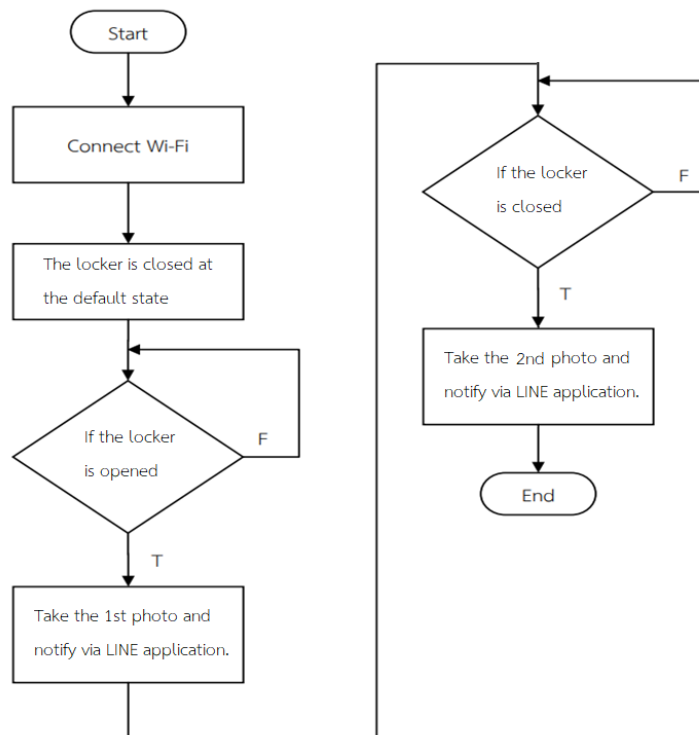 Start
Connect Wi-Fi
The locker is closed at
the default state
If the locker
is opened
F
T
Take the 1st photo and
notify via LINE application.
If the locker
is closed
F
T
Take the 2nd photo and
notify via LINE application.
End